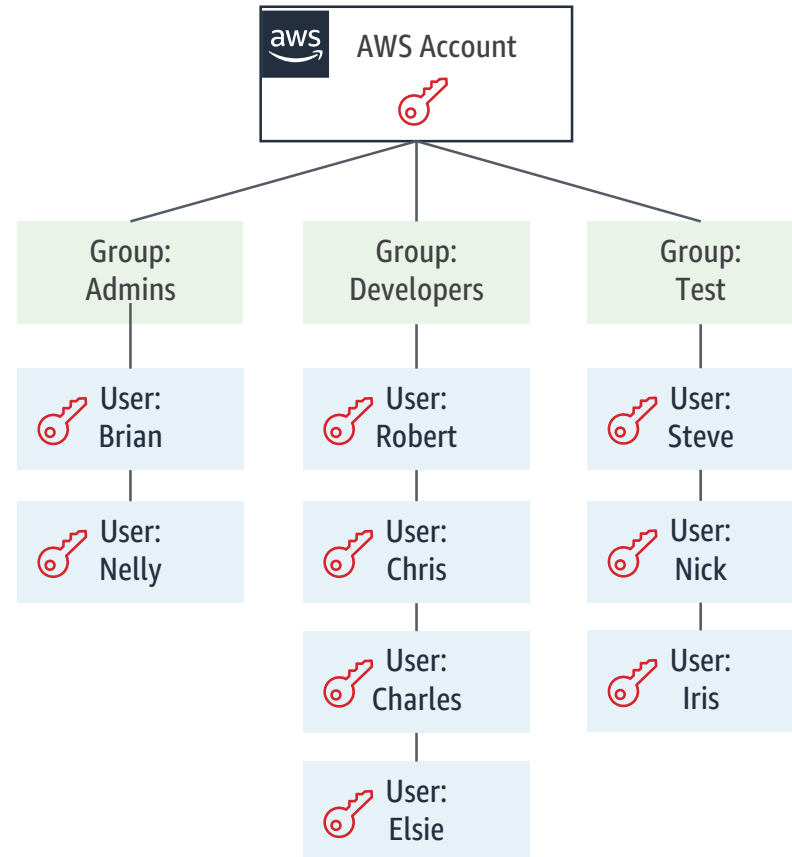 aws
AWS Account
Group:
Admins
User:
Brian
User:
Nelly
Group:
Developers
User:
Robert
User:
Chris
User:
Charles
User:
Elsie
Group:
Test
User:
Steve
User:
Nick
User:
Iris